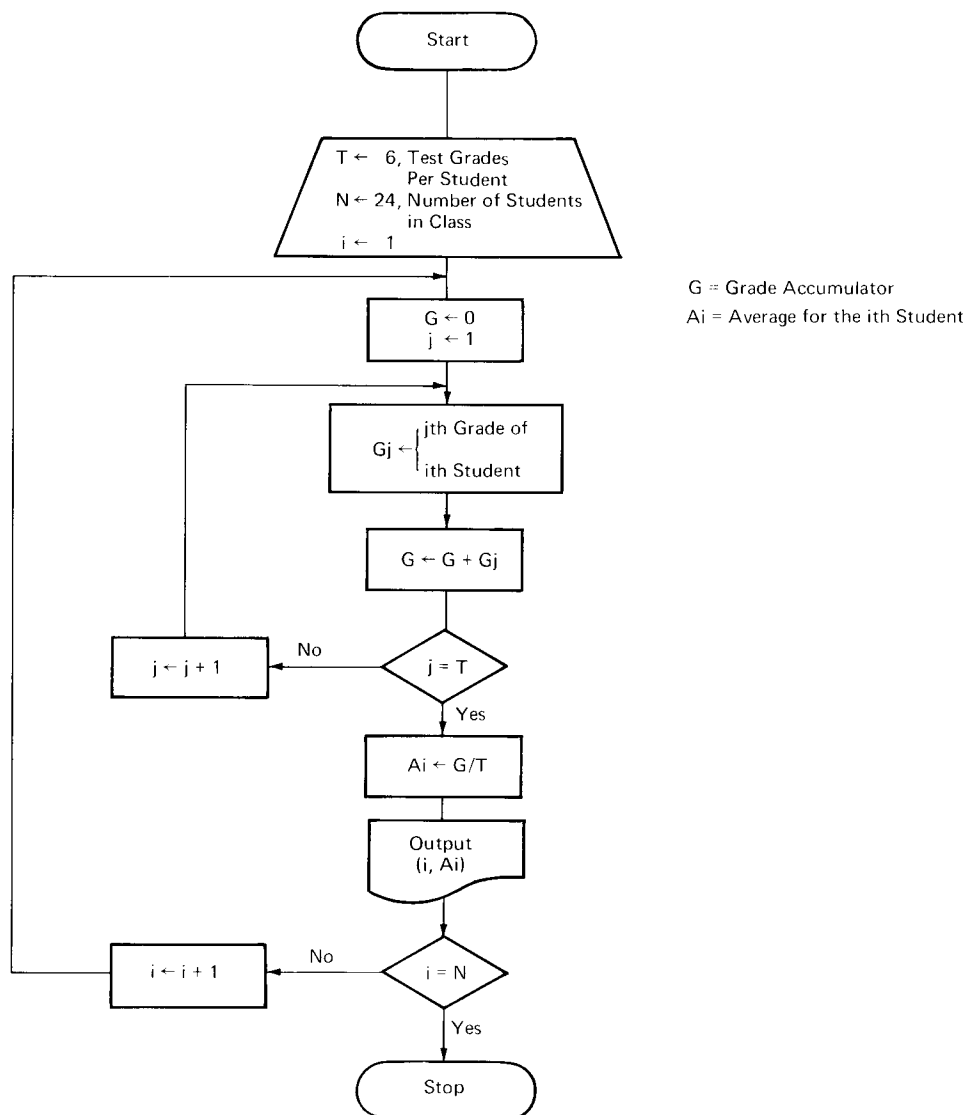 Start
T ← 6, Test Grades
Per Student
N ← 24, Number of Students
in Class
i ← 1
G = Grade Accumulator
Ai = Average for the ith Student
G ← 0
j ← 1
jth Grade of
Gj ←
ith Student
G ← G + Gj
No
j ← j + 1
j = T
Yes
Ai ← G/T
Output
(i, Ai)
No
i ← i + 1
i = N
Yes
Stop